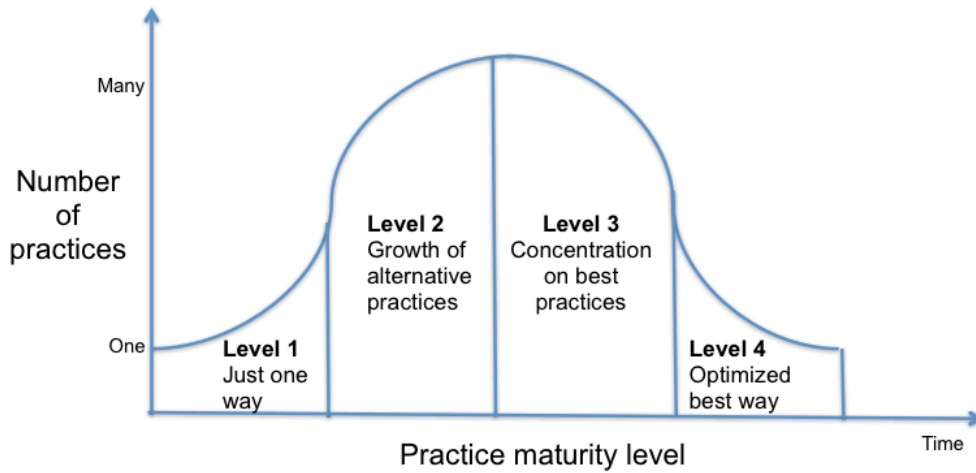 Many
Number
of
practices
One
Level 1
Just one
way
Level 2
Growth of
alternative
practices
Level 3
Concentration
on best
practices
Level 4
Optimized
best way
Time
Practice maturity level